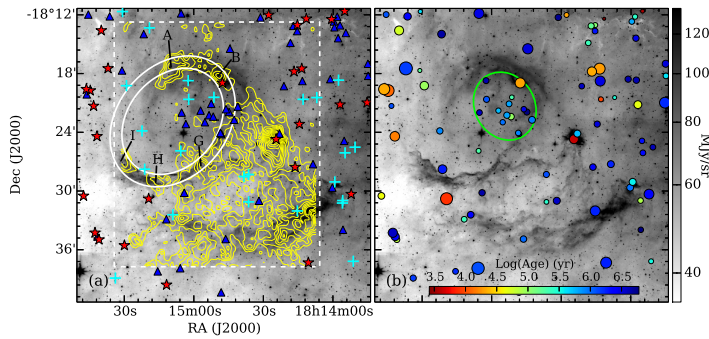 -18°12'
18'
24'
30'
36'
Dec (J2000)
A
B
I
H
G
(a)
30s
15m00s
30s
18h14m00s
RA (J2000)
(b)
Log(Age) (yr)
3.5
4.0
4.5
5.0
5.5
6.0
6.5
120
100
80
60
40
MJy/sr